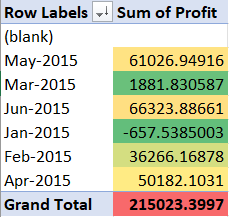 Row Labels Sum of Profit
(blank)
May-2015 61026.94916
Mar-2015 1881.830587
Jun-2015 66323.88661
Jan-2015 -657.5385003
Feb-2015 36266.16878
Apr-2015 50182.1031
Grand Total 215023.3997